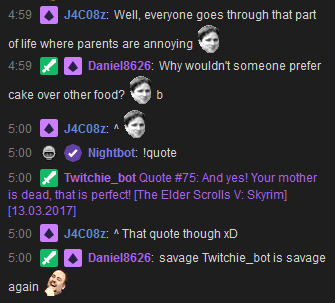 4:59 J4C08z: Well, everyone goes through that part
of life where parents are annoying
4:59 Daniel8626: Why wouldn't someone prefer
cake over other food? b
5:00 J4C08z: ^
5:00 Nightbot: !quote
5:00 Twitchie_bot Quote #75: And yes! Your mother
is dead, that is perfect! [The Elder Scrolls V: Skyrim]
[13.03.2017]
5:00 J4C08z: ^ That quote though xD
5:00 Daniel8626: savage Twitchie_bot is savage
again